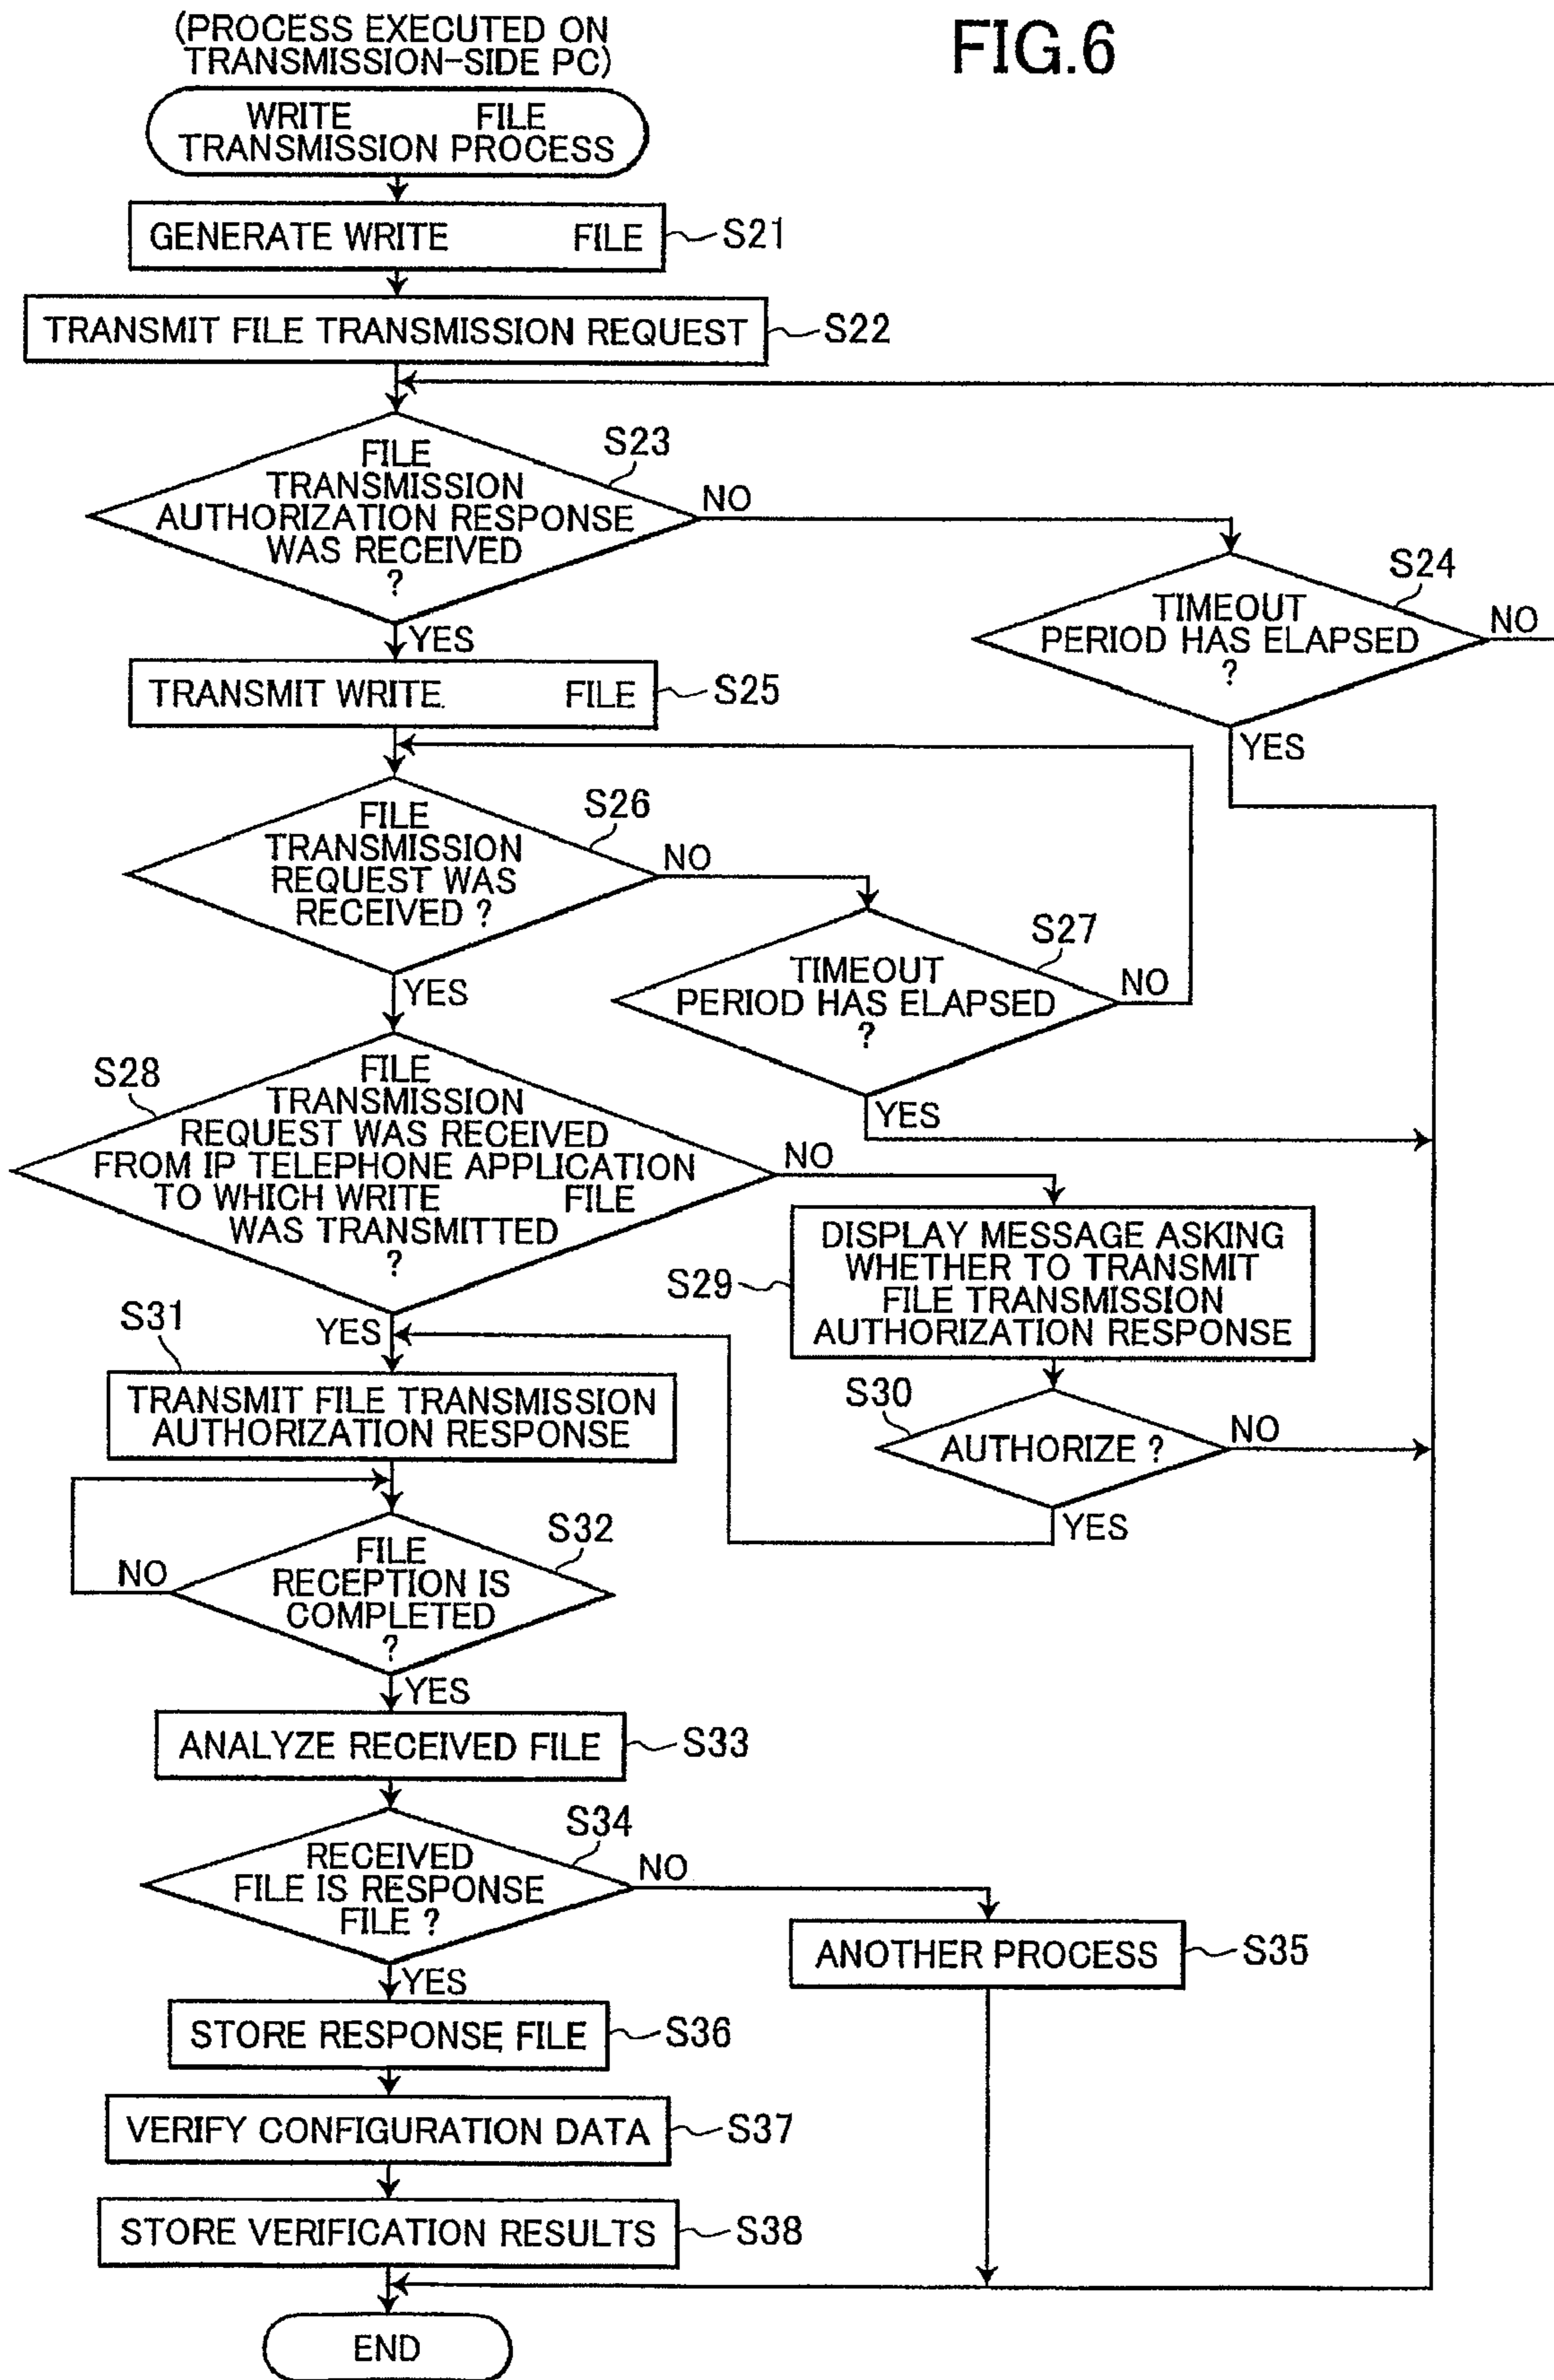 (PROCESS EXECUTED ON
TRANSMISSION-SIDE PC)
FIG.6
WRITE FILE
TRANSMISSION PROCESS
GENERATE WRITE FILE
S21
TRANSMIT FILE TRANSMISSION REQUEST
S22
FILE
TRANSMISSION
AUTHORIZATION RESPONSE
WAS RECEIVED
?
S23
NO
YES
TIMEOUT
PERIOD HAS ELAPSED
?
S24
NO
YES
TRANSMIT WRITE FILE
S25
FILE
TRANSMISSION
REQUEST WAS
RECEIVED ?
S26
NO
YES
TIMEOUT
PERIOD HAS ELAPSED
?
S27
NO
YES
S28
FILE
TRANSMISSION
REQUEST WAS RECEIVED
FROM IP TELEPHONE APPLICATION
TO WHICH WRITE FILE
WAS TRANSMITTED
?
NO
YES
S29
DISPLAY MESSAGE ASKING
WHETHER TO TRANSMIT
FILE TRANSMISSION
AUTHORIZATION RESPONSE
S30
AUTHORIZE ?
NO
YES
S31
TRANSMIT FILE TRANSMISSION
AUTHORIZATION RESPONSE
S32
FILE
RECEPTION IS
COMPLETED
?
NO
YES
ANALYZE RECEIVED FILE
S33
S34
RECEIVED
FILE IS RESPONSE
FILE ?
NO
YES
ANOTHER PROCESS
S35
STORE RESPONSE FILE
S36
VERIFY CONFIGURATION DATA
S37
STORE VERIFICATION RESULTS
S38
END